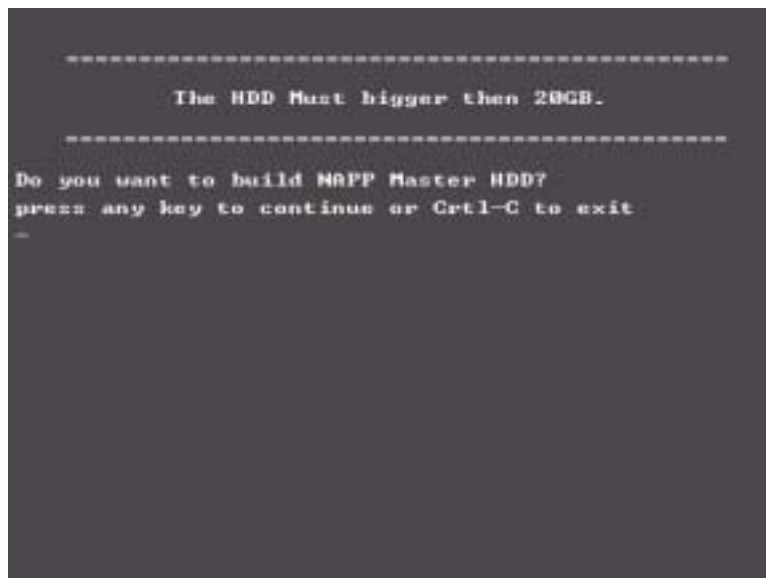 The HDD Must bigger then 20GB.
Do you want to build NAPP Master HDD?
press any key to continue or Crtl-C to exit